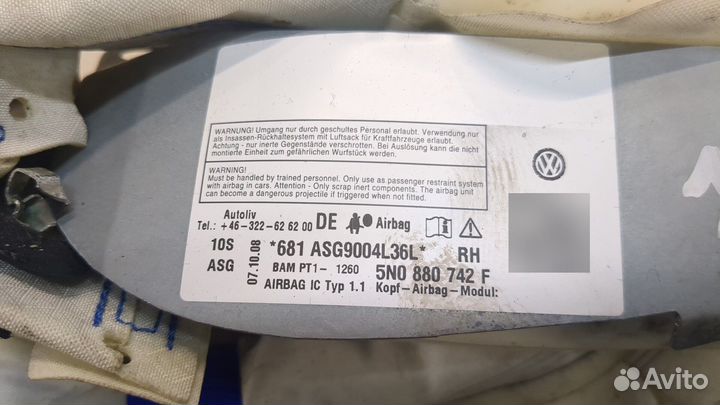 WARNUNG! Umgang nur durch geschultes Personal erlaubt. Verwendung nur
als Insassen-Rückhaltesystem mit Luftsack für Kraftfahrzeuge erlaubt.
Achtung - nur inerte Gegenstände verschrotten. Bei Auslösung kann die nicht
montierte Einheit zum gefährlichen Wurfstück werden.
WARNING!
Must be handled by trained personnel. Only use as passenger restraint system
with airbag in cars. Attention - Only scrap inert components. The airbag unit
can become a dangerous projectile if triggered when not fitted.
Autoliv
Tel.: +46-322-62 62 00 DE Airbag
10S *681 ASG9004L36L* RH
ASG 07.10.08 BAM PT1- 1260 5N0 880 742 F
AIRBAG IC Typ 1.1 Kopf-Airbag-Modul:
Avito